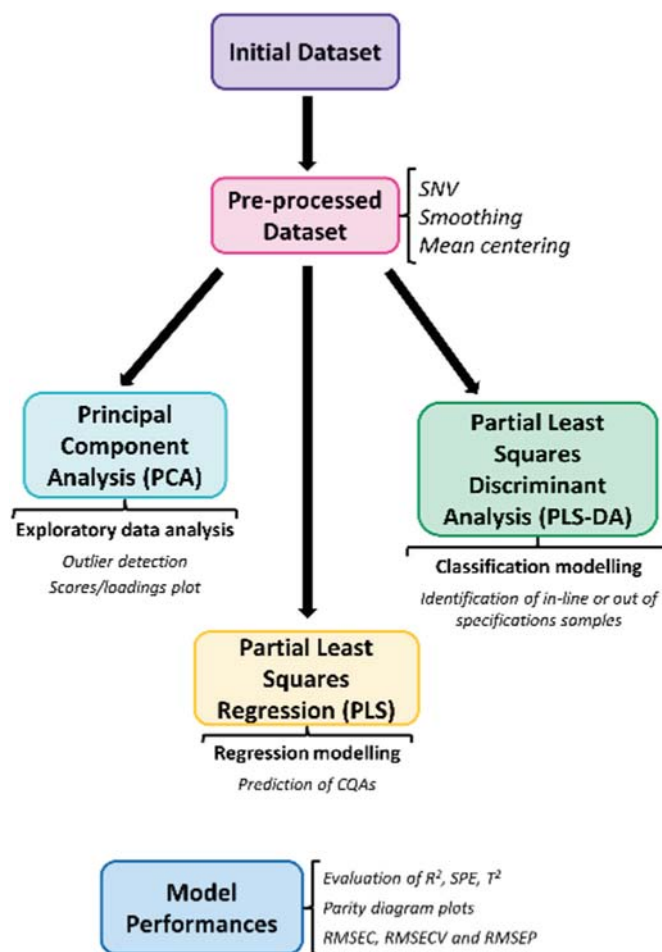 Initial Dataset
Pre-processed
Dataset
SNV
Smoothing
Mean centering
Principal
Component
Analysis (PCA)
Exploratory data analysis
Outlier detection
Scores/loadings plot
Partial Least
Squares
Discriminant
Analysis (PLS-DA)
Classification modelling
Identification of in-line or out of
specifications samples
Partial Least
Squares
Regression (PLS)
Regression modelling
Prediction of CQAs
Model
Performances
Evaluation of R², SPE, T²
Parity diagram plots
RMSEC, RMSECV and RMSEP